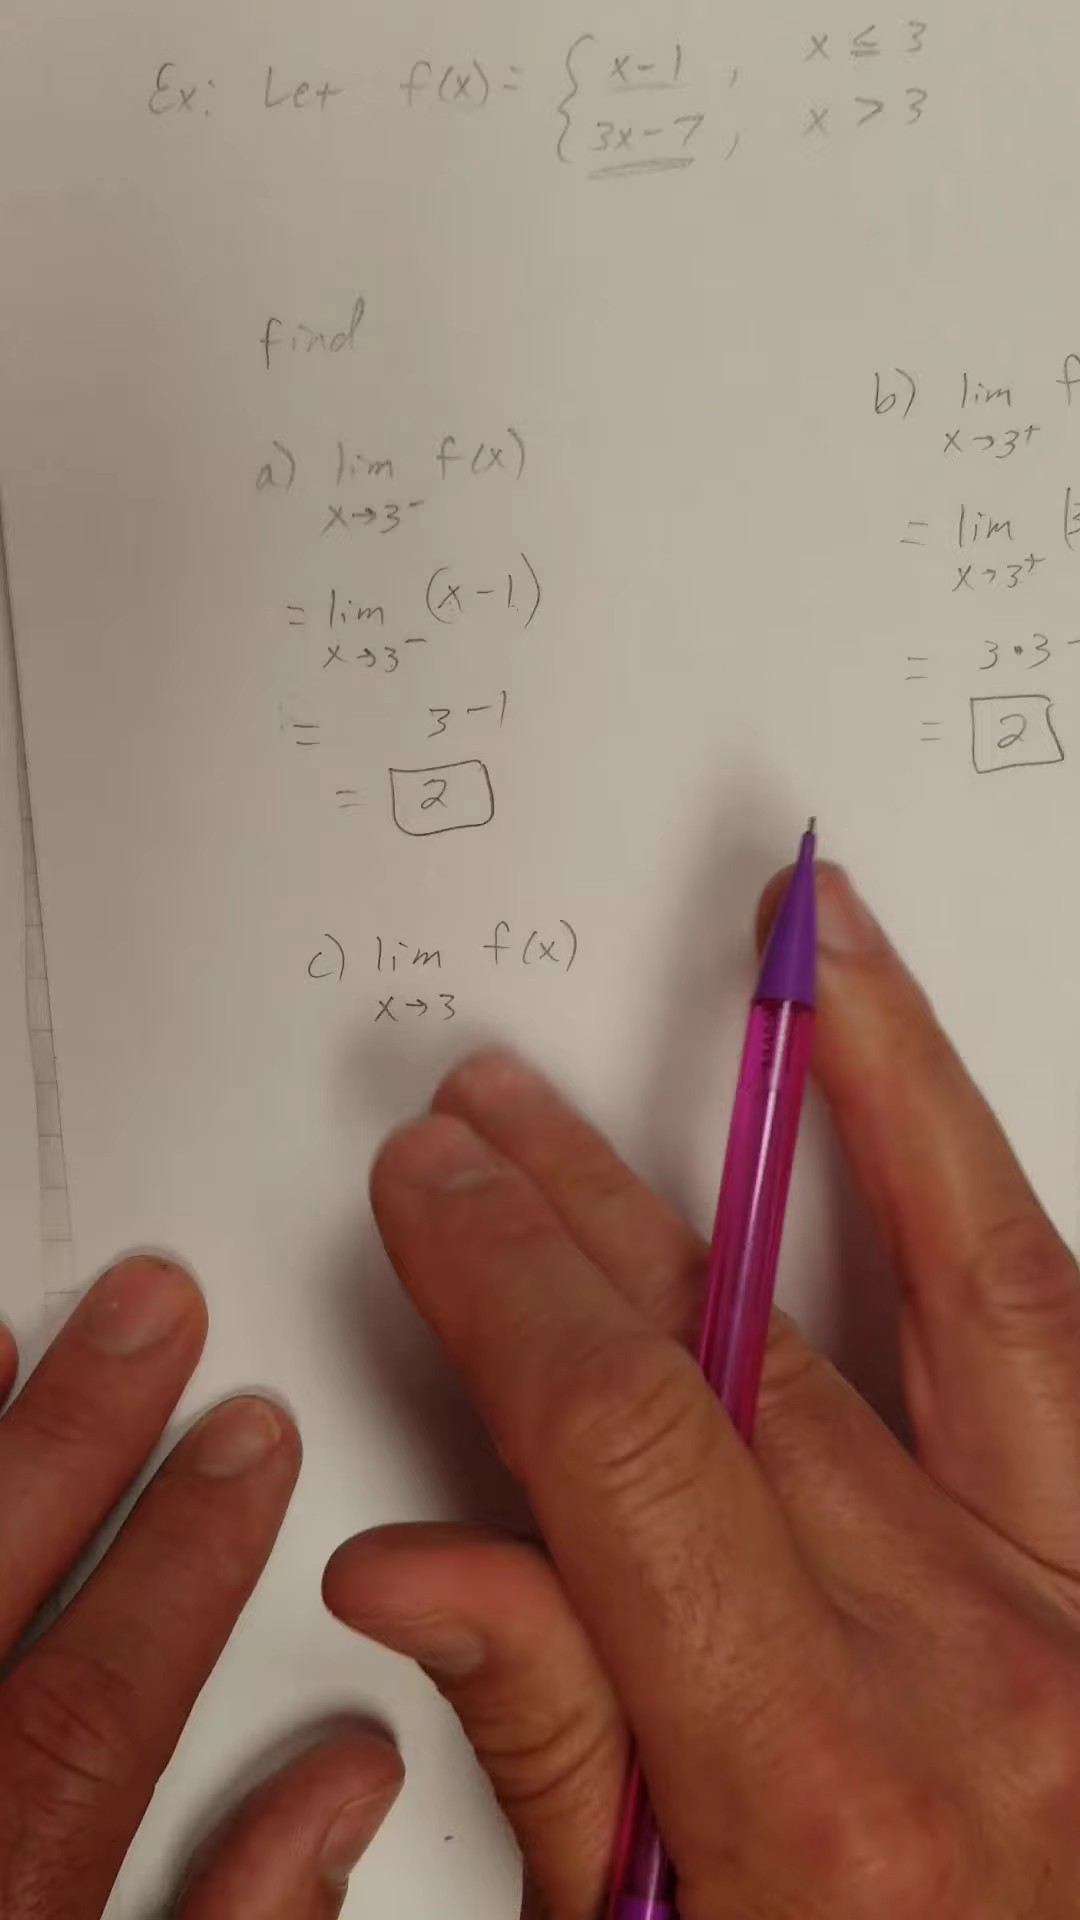 Ex: Let f(x) = { x-1 , x ≤ 3
3x-7 , x > 3
find
a) lim f(x)
x→3⁻
= lim (x-1)
x→3⁻
= 3-1
= 2
b) lim f
x→3⁺
= lim (3
x→3⁺
= 3•3-
= 2
c) lim f(x)
x→3